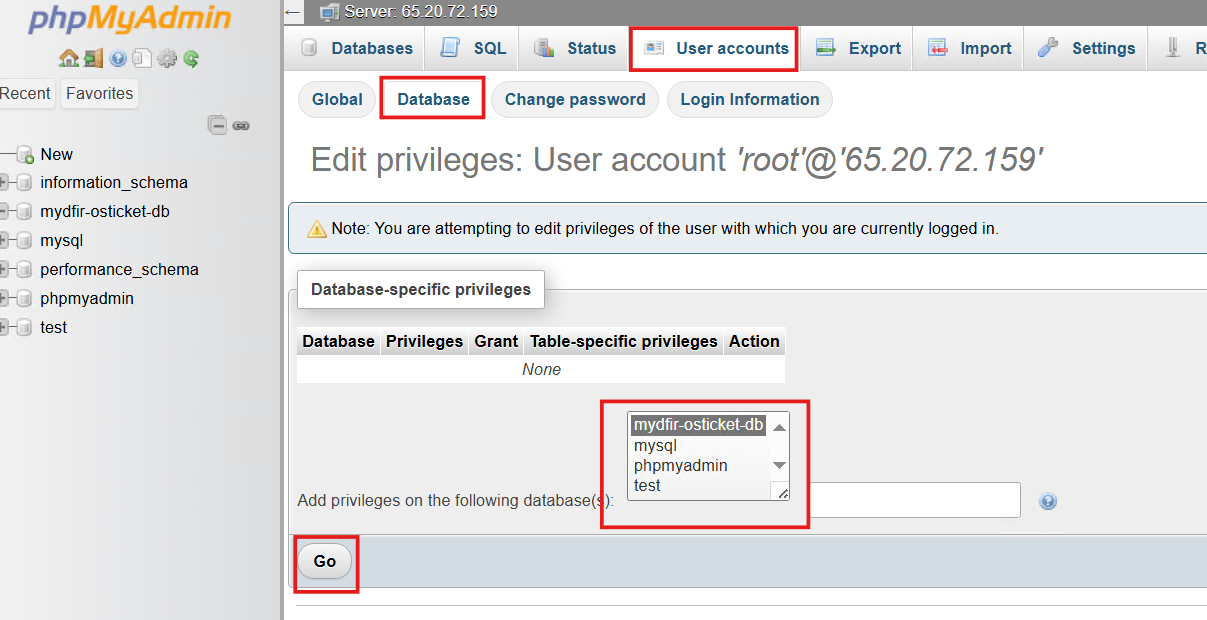 phpMyAdmin
Recent Favorites
New
information_schema
mydfir-osticket-db
mysql
performance_schema
phpmyadmin
test
Server: 65.20.72.159
Databases SQL Status User accounts Export Import Settings R
Global Database Change password Login Information
Edit privileges: User account 'root'@'65.20.72.159'
Note: You are attempting to edit privileges of the user with which you are currently logged in.
Database-specific privileges
Database Privileges Grant Table-specific privileges Action
None
mydfir-osticket-db
mysql
phpmyadmin
test
Add privileges on the following database(s):
Go